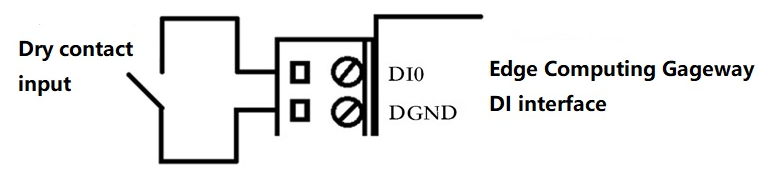 Dry contact
input
DI0
DGND
Edge Computing Gageway
DI interface